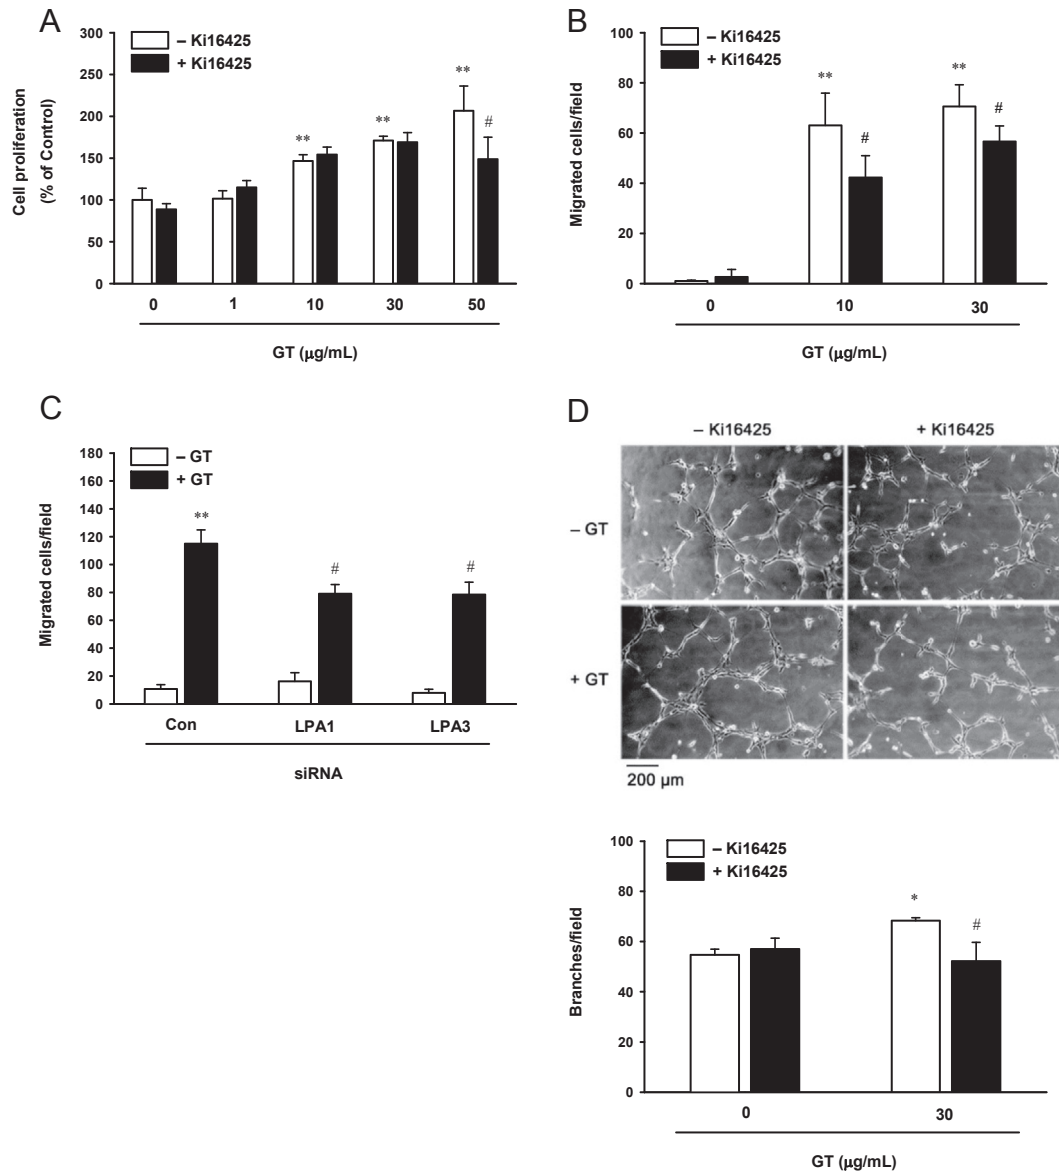 A
– Ki16425
+ Ki16425
Cell proliferation
(% of Control)
300
250
200
150
100
50
0
**
**
**
#
0 1 10 30 50
GT (μg/mL)
B
– Ki16425
+ Ki16425
Migrated cells/field
100
80
60
40
20
0
**
#
**
#
0 10 30
GT (μg/mL)
C
– GT
+ GT
Migrated cells/field
180
160
140
120
100
80
60
40
20
0
**
#
#
Con LPA1 LPA3
siRNA
D
– Ki16425 + Ki16425
– GT
+ GT
200 μm
– Ki16425
+ Ki16425
Branches/field
100
80
60
40
20
0
*
#
0 30
GT (μg/mL)